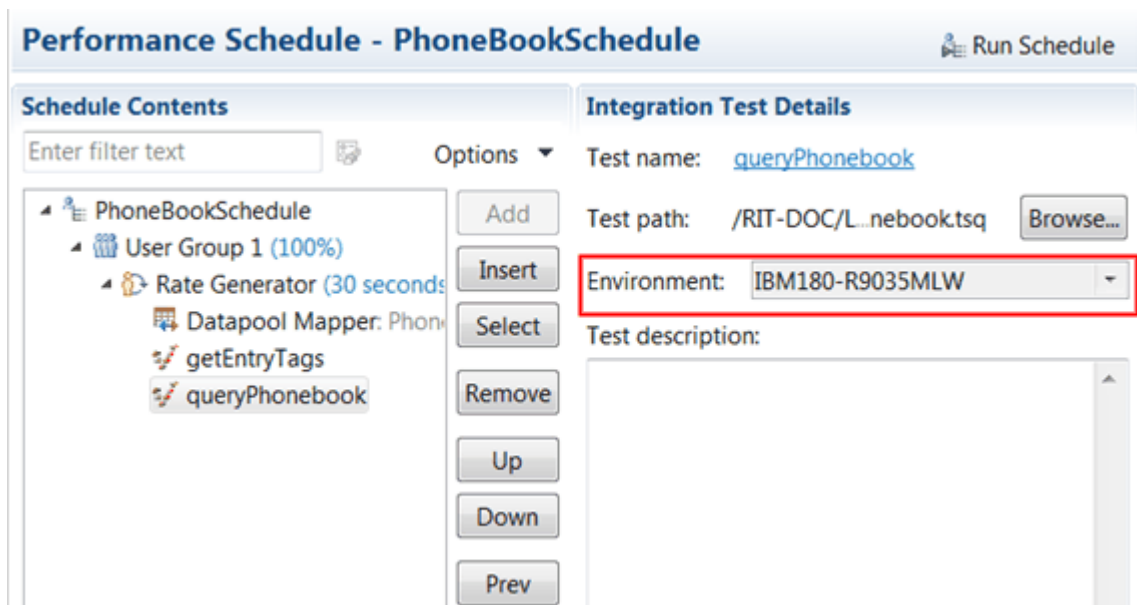 Performance Schedule - PhoneBookSchedule
Run Schedule
Schedule Contents
Enter filter text
Options
PhoneBookSchedule
User Group 1 (100%)
Rate Generator (30 seconds
Datapool Mapper: Phon
getEntryTags
queryPhonebook
Add
Insert
Select
Remove
Up
Down
Prev
Integration Test Details
Test name: queryPhonebook
Test path: /RIT-DOC/L...nebook.tsq Browse...
Environment: IBM180-R9035MLW
Test description: